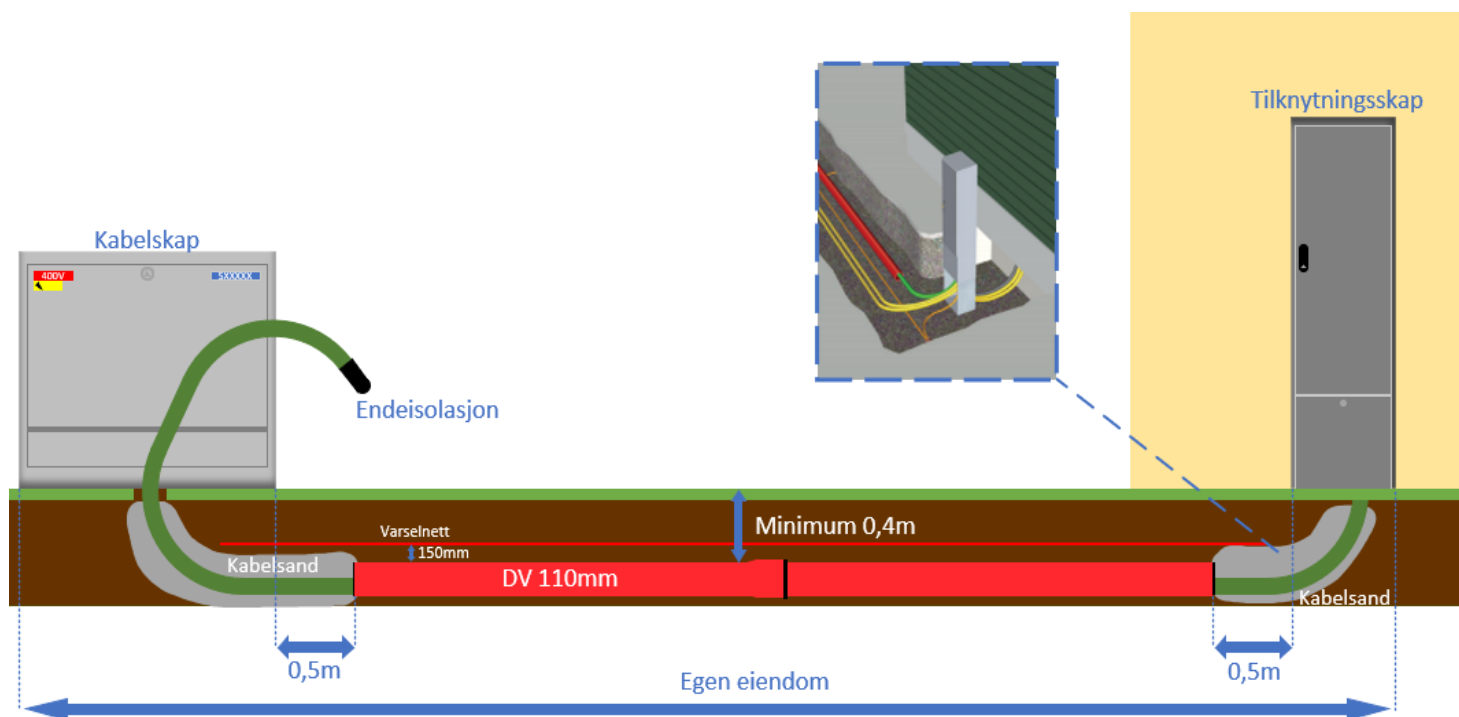 Tilknytningsskap
Kabelskap
400V
SXXXXX
Endeisolasjon
Minimum 0,4m
Varselnett
150mm
Kabelsand
DV 110mm
Kabelsand
0,5m
0,5m
Egen eiendom